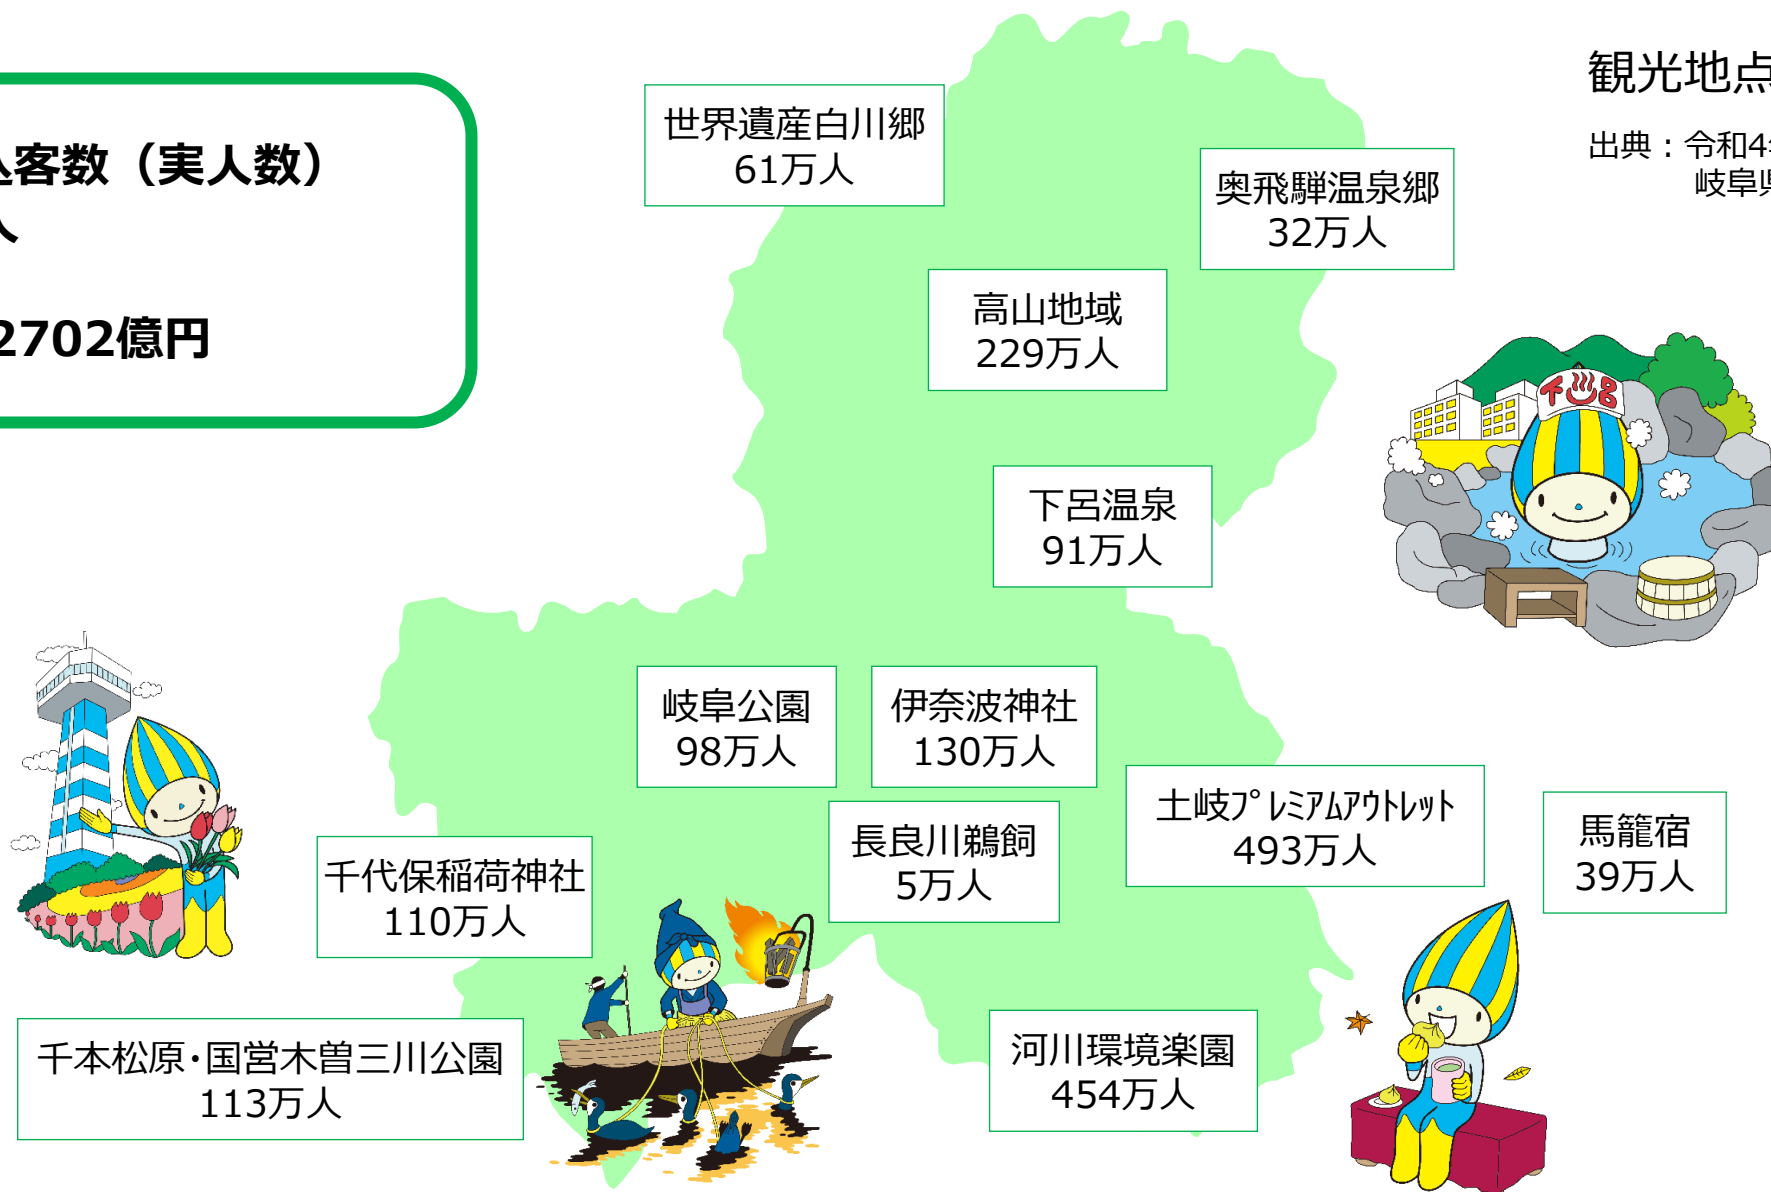 込客数（実人数）
人
2702億円
観光地点
出典：令和4年
岐阜県
世界遺産白川郷
61万人
奥飛騨温泉郷
32万人
高山地域
229万人
下呂
下呂温泉
91万人
岐阜公園
98万人
伊奈波神社
130万人
土岐ﾌﾟﾚﾐｱﾑｱｳﾄﾚｯﾄ
493万人
馬籠宿
39万人
長良川鵜飼
5万人
千代保稲荷神社
110万人
千本松原･国営木曽三川公園
113万人
河川環境楽園
454万人